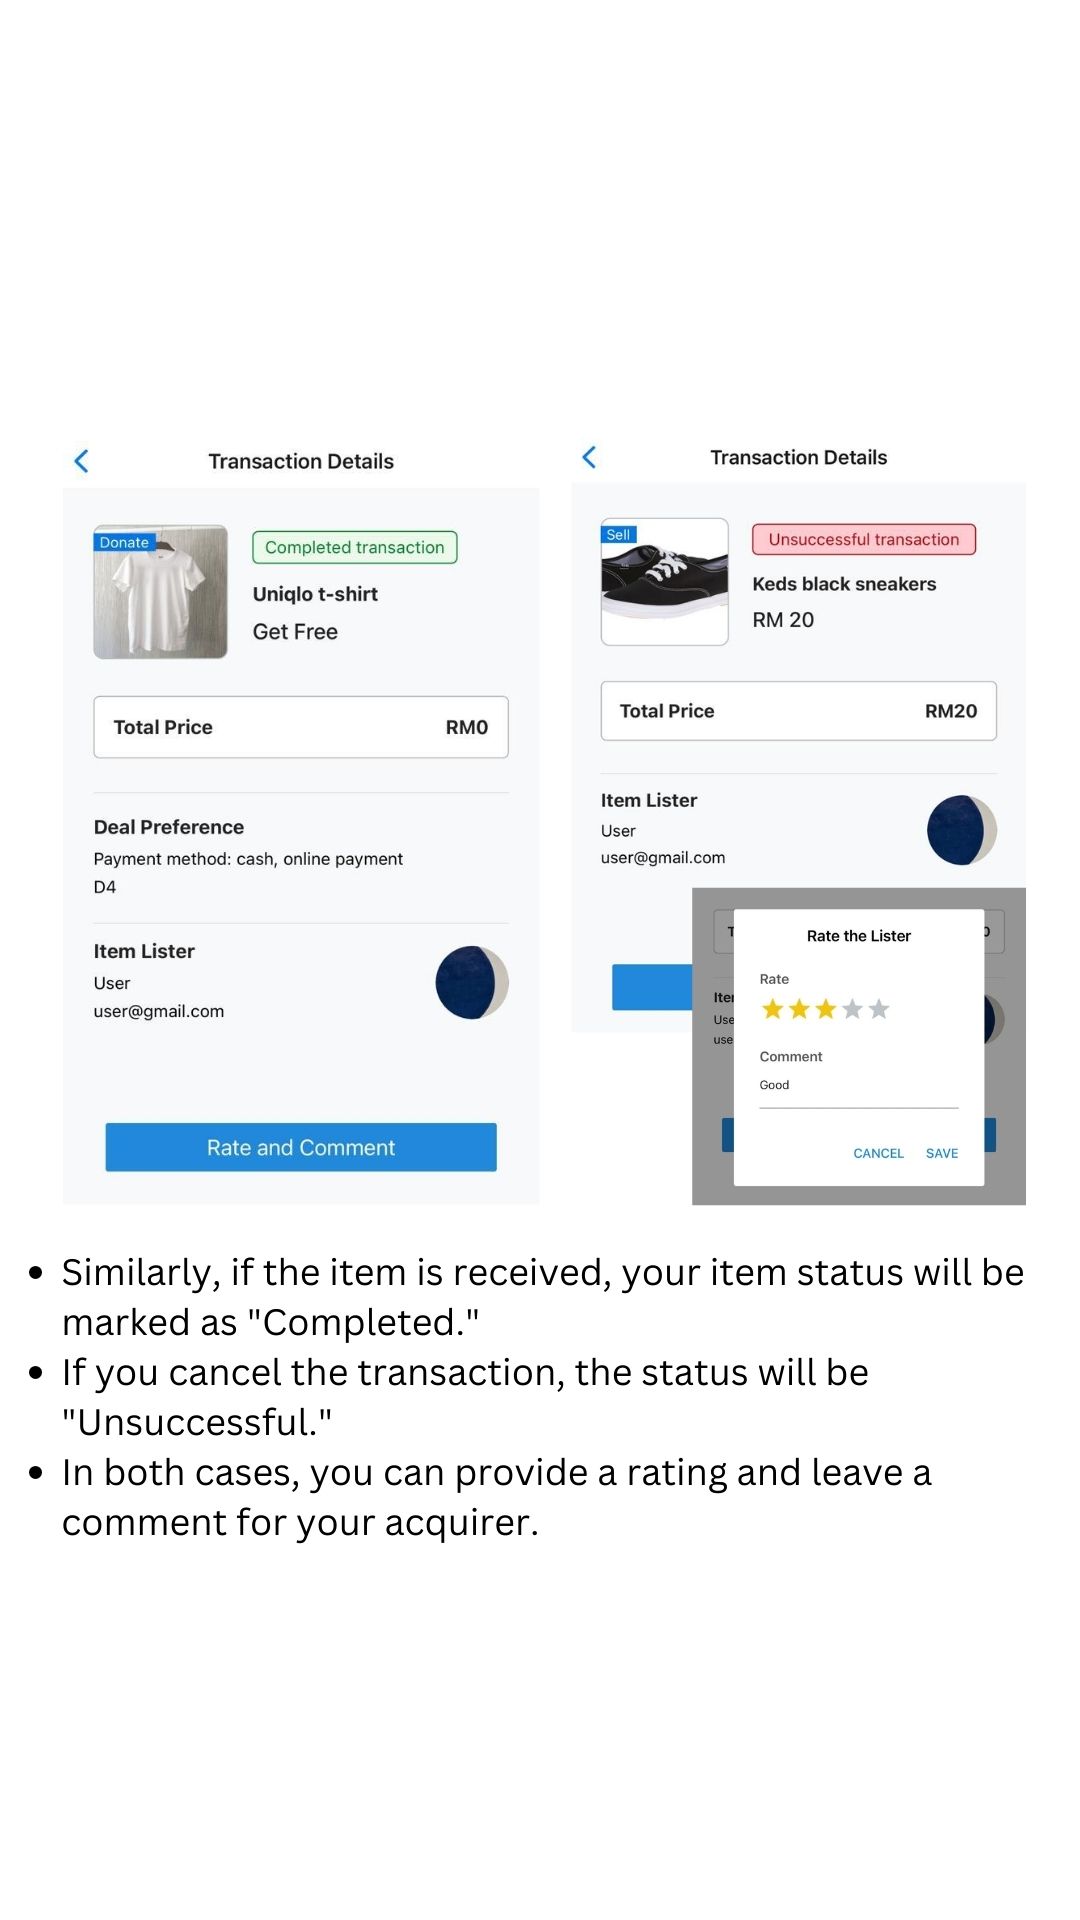 Transaction Details
Donate
Completed transaction
Uniqlo t-shirt
Get Free
Total Price RM0
Deal Preference
Payment method: cash, online payment
D4
Item Lister
User
user@gmail.com
Rate and Comment
Transaction Details
Sell
Unsuccessful transaction
Keds black sneakers
RM 20
Total Price RM20
Item Lister
User
user@gmail.com
Rate the Lister
Rate
Comment
Good
CANCEL SAVE
• Similarly, if the item is received, your item status will be
marked as "Completed."
• If you cancel the transaction, the status will be
"Unsuccessful."
• In both cases, you can provide a rating and leave a
comment for your acquirer.